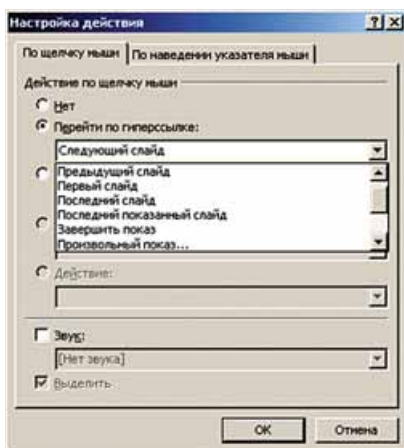 Настройка действия
По щелчку мыши
По наведении указателя мыши
Действие по щелчку мыши
Нет
Перейти по гиперссылке:
Следующий слайд
Предыдущий слайд
Первый слайд
Последний слайд
Последний показанный слайд
Завершить показ
Произвольный показ...
Действие:
Звук:
[Нет звука]
Выделить
ОК
Отмена